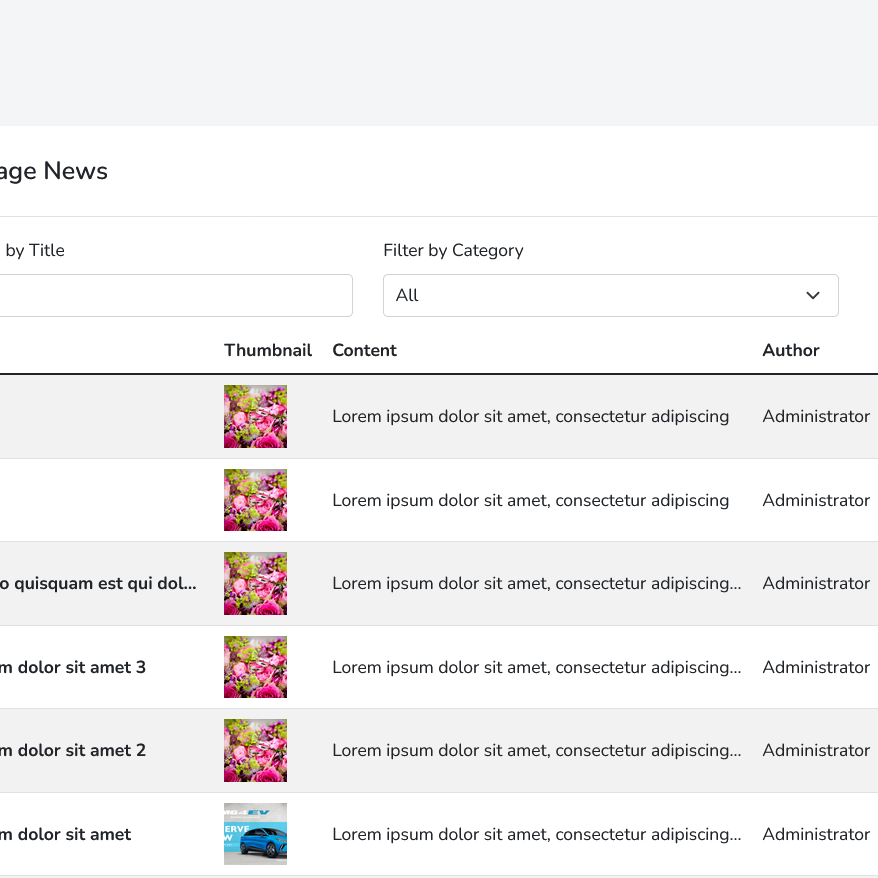 age News
by Title
Filter by Category
All
Thumbnail Content Author
Lorem ipsum dolor sit amet, consectetur adipiscing Administrator
Lorem ipsum dolor sit amet, consectetur adipiscing Administrator
o quisquam est qui dol... Lorem ipsum dolor sit amet, consectetur adipiscing... Administrator
m dolor sit amet 3 Lorem ipsum dolor sit amet, consectetur adipiscing... Administrator
m dolor sit amet 2 Lorem ipsum dolor sit amet, consectetur adipiscing... Administrator
EV
ERVE
W
m dolor sit amet Lorem ipsum dolor sit amet, consectetur adipiscing... Administrator